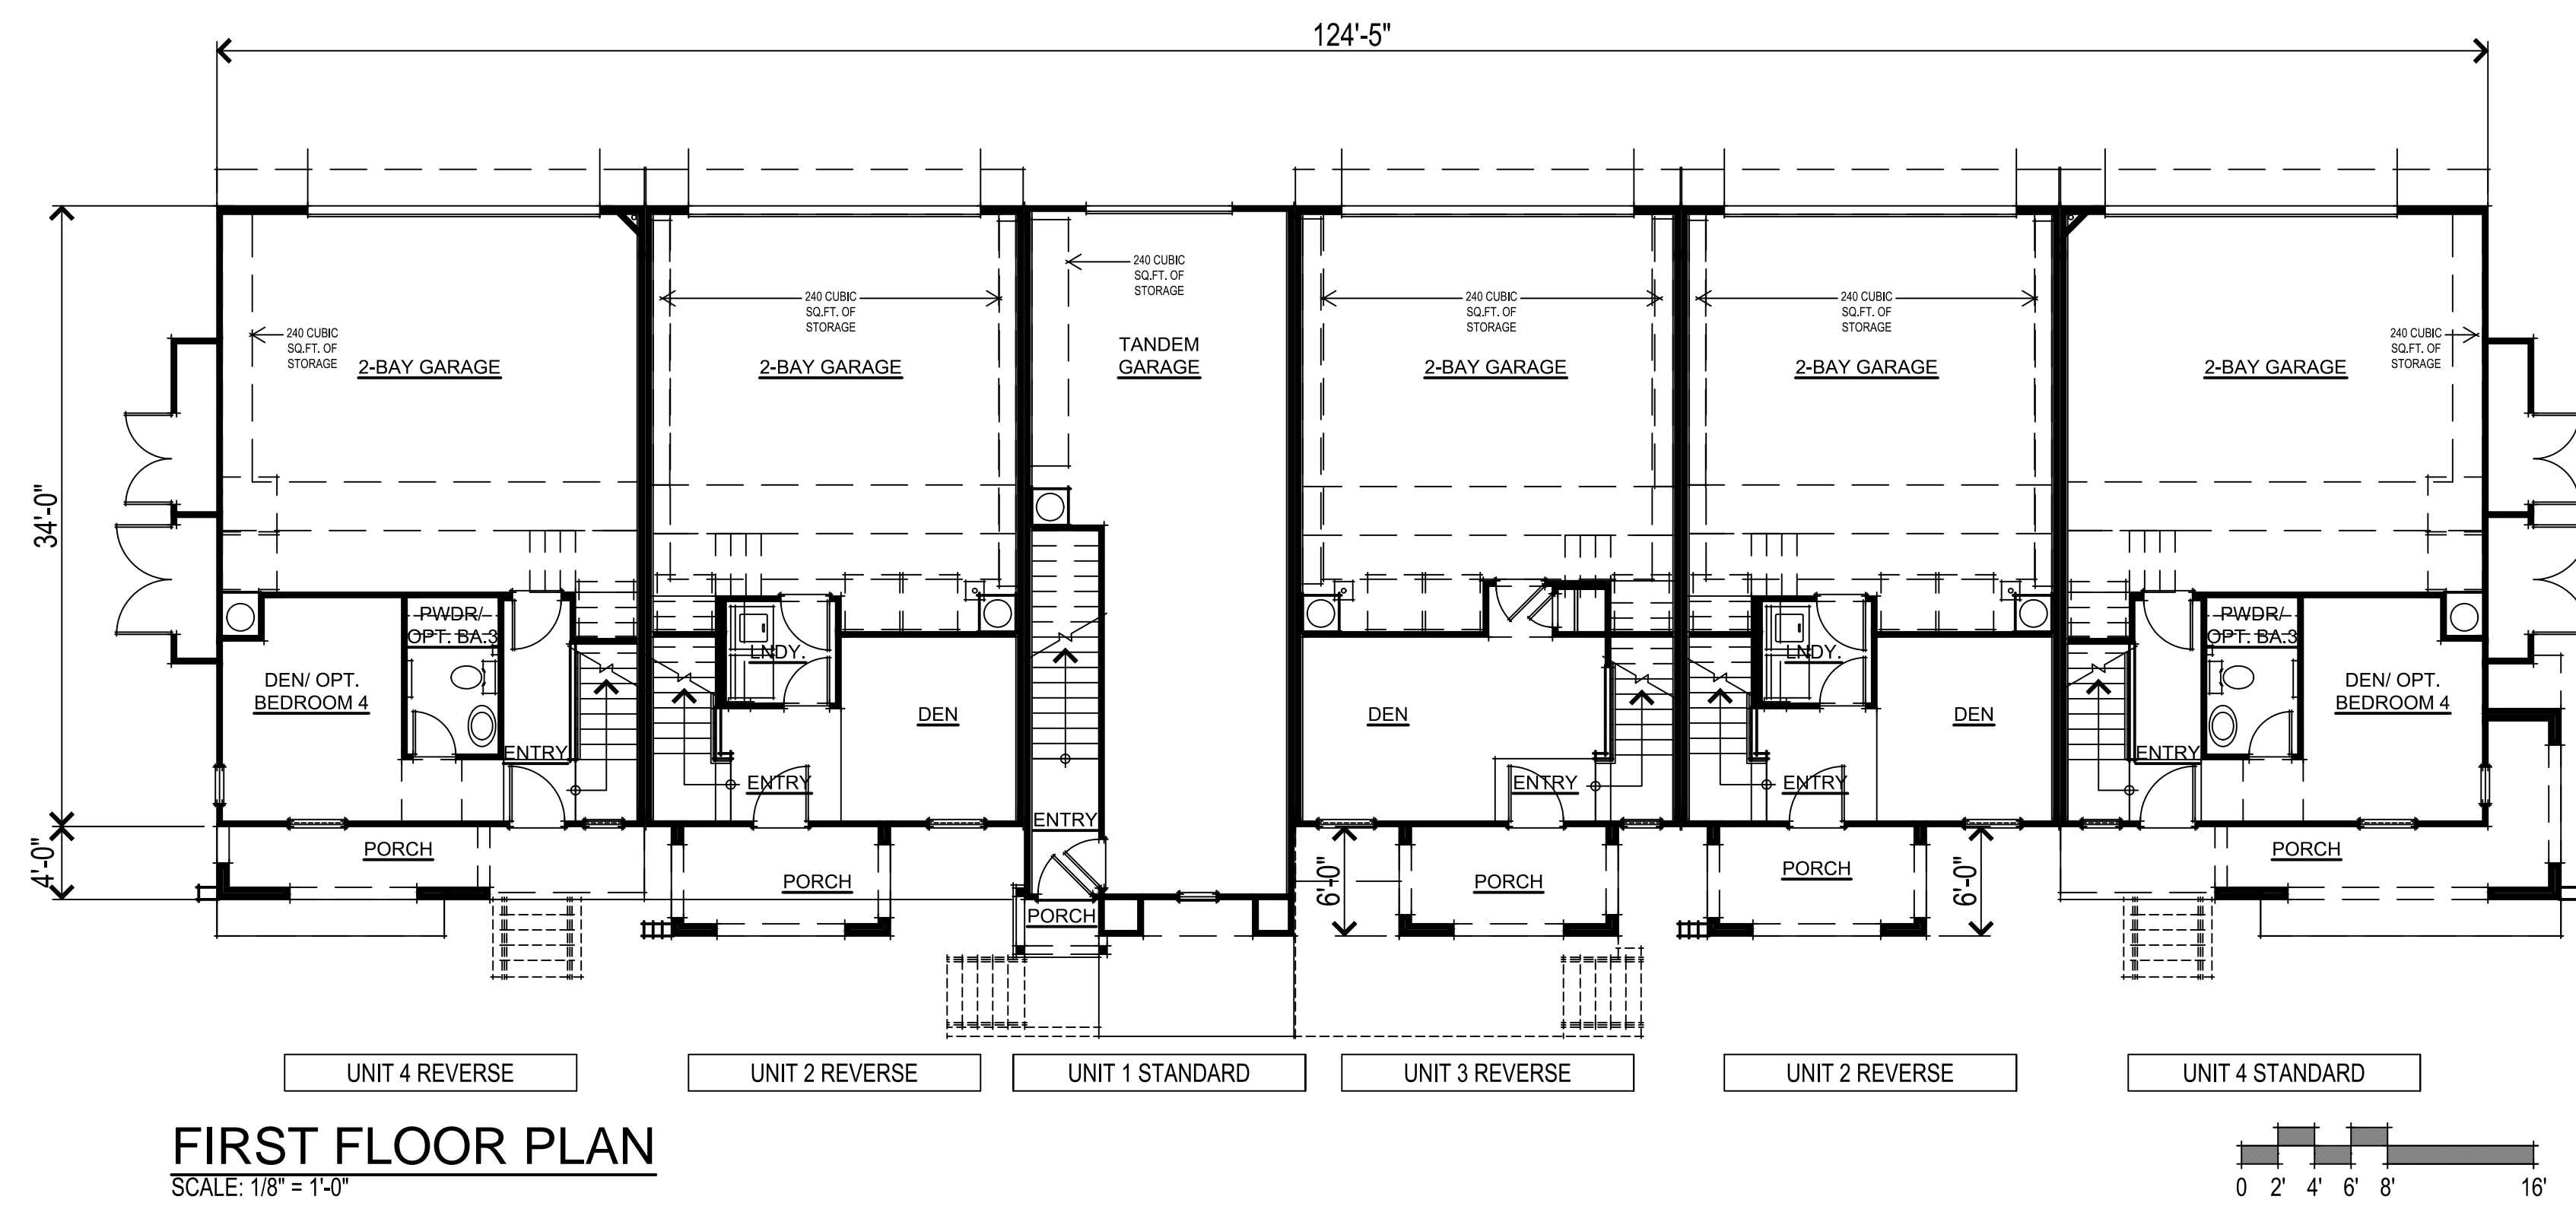 124'-5"
240 CUBIC
SQ.FT. OF
STORAGE
2-BAY GARAGE
240 CUBIC
SQ.FT. OF
STORAGE
2-BAY GARAGE
240 CUBIC
SQ.FT. OF
STORAGE
TANDEM
GARAGE
240 CUBIC
SQ.FT. OF
STORAGE
2-BAY GARAGE
240 CUBIC
SQ.FT. OF
STORAGE
2-BAY GARAGE
240 CUBIC
SQ.FT. OF
STORAGE
2-BAY GARAGE
34'-0"
4'-0"
PWDR/
OPT. BA.3
DEN/ OPT.
BEDROOM 4
ENTRY
PORCH
LNDY.
DEN
ENTRY
PORCH
ENTRY
PORCH
DEN
ENTRY
6'-0"
PORCH
LNDY.
DEN
ENTRY
PORCH
6'-0"
PWDR/
OPT. BA.3
DEN/ OPT.
BEDROOM 4
ENTRY
PORCH
UNIT 4 REVERSE
UNIT 2 REVERSE
UNIT 1 STANDARD
UNIT 3 REVERSE
UNIT 2 REVERSE
UNIT 4 STANDARD
FIRST FLOOR PLAN
SCALE: 1/8" = 1'-0"
0 2' 4' 6' 8' 16'